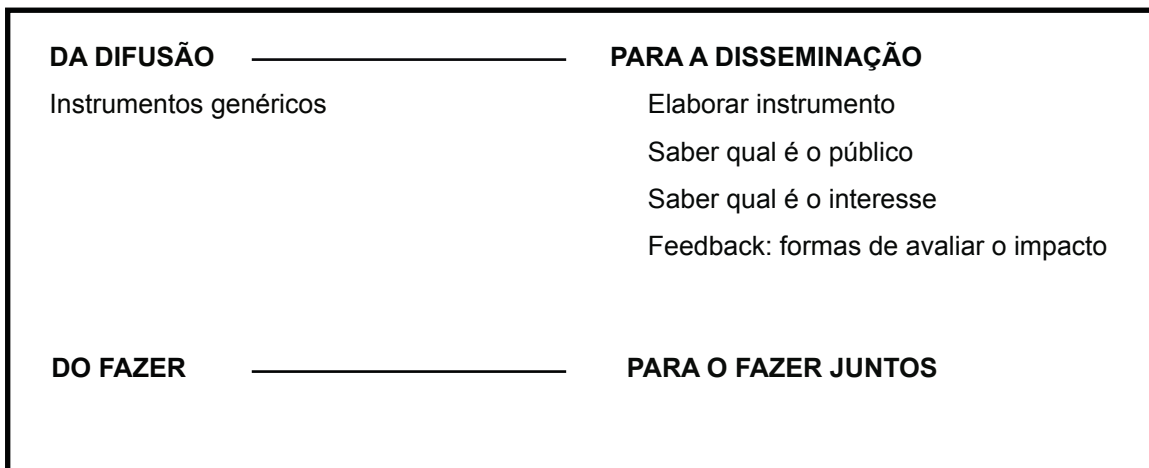 DA DIFUSÃO PARA A DISSEMINAÇÃO
Instrumentos genéricos Elaborar instrumento
Saber qual é o público
Saber qual é o interesse
Feedback: formas de avaliar o impacto
DO FAZER PARA O FAZER JUNTOS